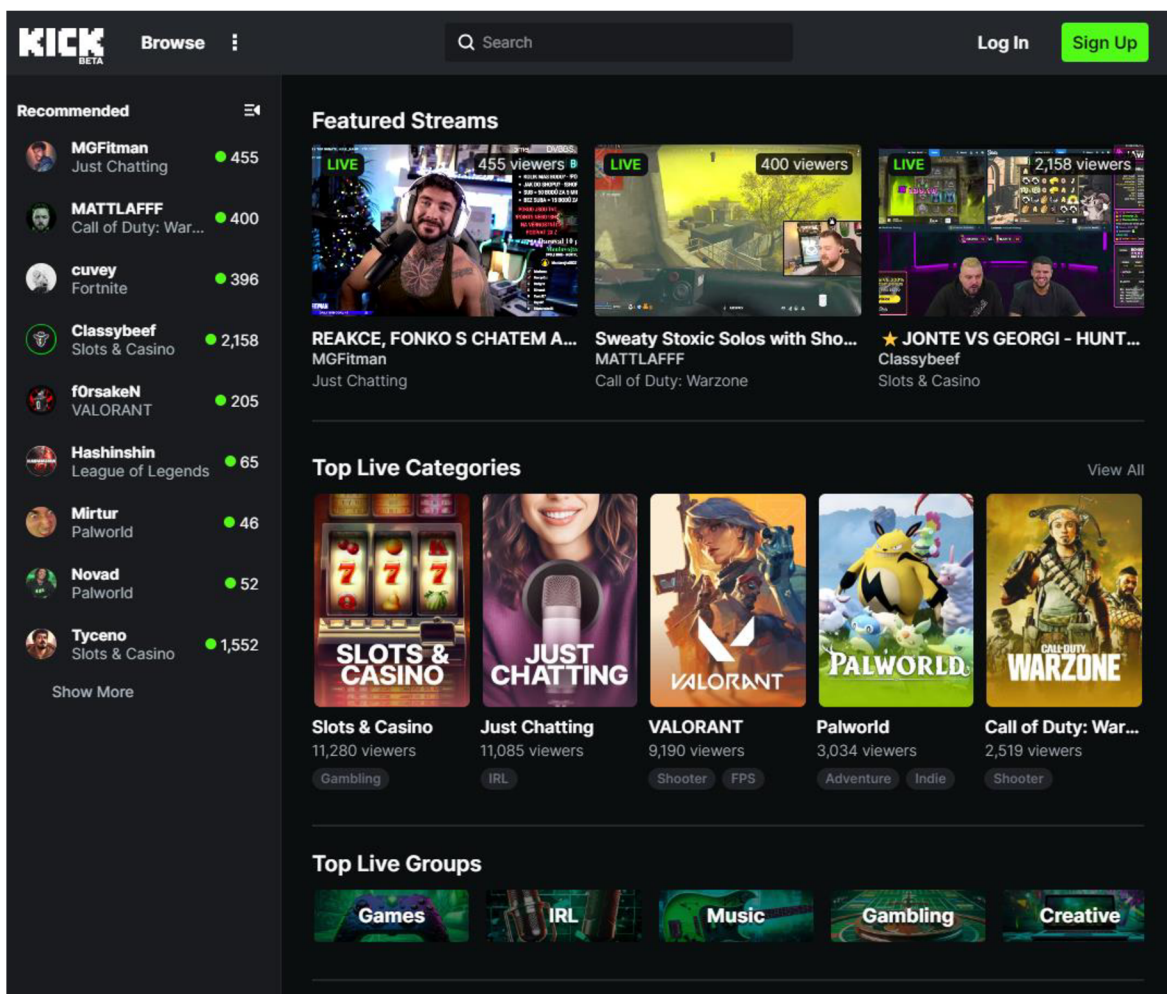 KICK
BETA
Browse
Search
Log In
Sign Up
Recommended
MGFitman
Just Chatting
455
MATTLAFFF
Call of Duty: War...
400
cuvey
Fortnite
396
Classybeef
Slots & Casino
2,158
f0rsakeN
VALORANT
205
Hashinshin
League of Legends
65
Mirtur
Palworld
46
Novad
Palworld
52
Tyceno
Slots & Casino
1,552
Show More
Featured Streams
LIVE
455 viewers
LIVE
400 viewers
LIVE
2,158 viewers
REAKCE, FONKO S CHATEM A...
MGFitman
Just Chatting
Sweaty Stoxic Solos with Sho...
MATTLAFFF
Call of Duty: Warzone
JONTE VS GEORGI - HUNT...
Classybeef
Slots & Casino
Top Live Categories
View All
7 7 7
SLOTS &
CASINO
JUST
CHATTING
VALORANT
PALWORLD
CALL OF DUTY
WARZONE
Slots & Casino
11,280 viewers
Gambling
Just Chatting
11,085 viewers
IRL
VALORANT
9,190 viewers
Shooter
FPS
Palworld
3,034 viewers
Adventure
Indie
Call of Duty: War...
2,519 viewers
Shooter
Top Live Groups
Games
IRL
Music
Gambling
Creative